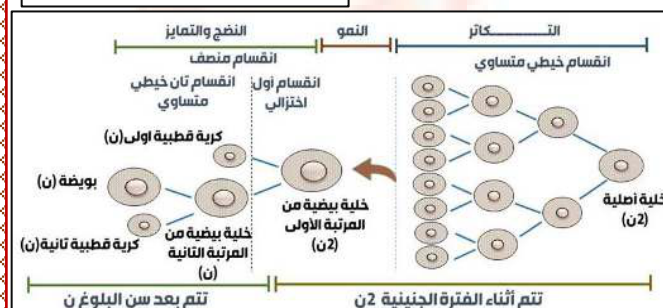 التـــــكاثر
النمو
النضج والتمايز
انقسام خيطي متساوي
انقسام منصف
انقسام أول
اختزالي
انقسام ثان خيطي
متساوي
خلية أصلية
(2ن)
خلية بيضية من
المرتبة الأولى
(2ن)
كرية قطبية اولى(ن)
خلية بيضية من
المرتبة الثانية
(ن)
بويضة (ن)
كرية قطبية ثانية(ن)
تتم أثناء الفترة الجنينية 2ن
تتم بعد سن البلوغ ن